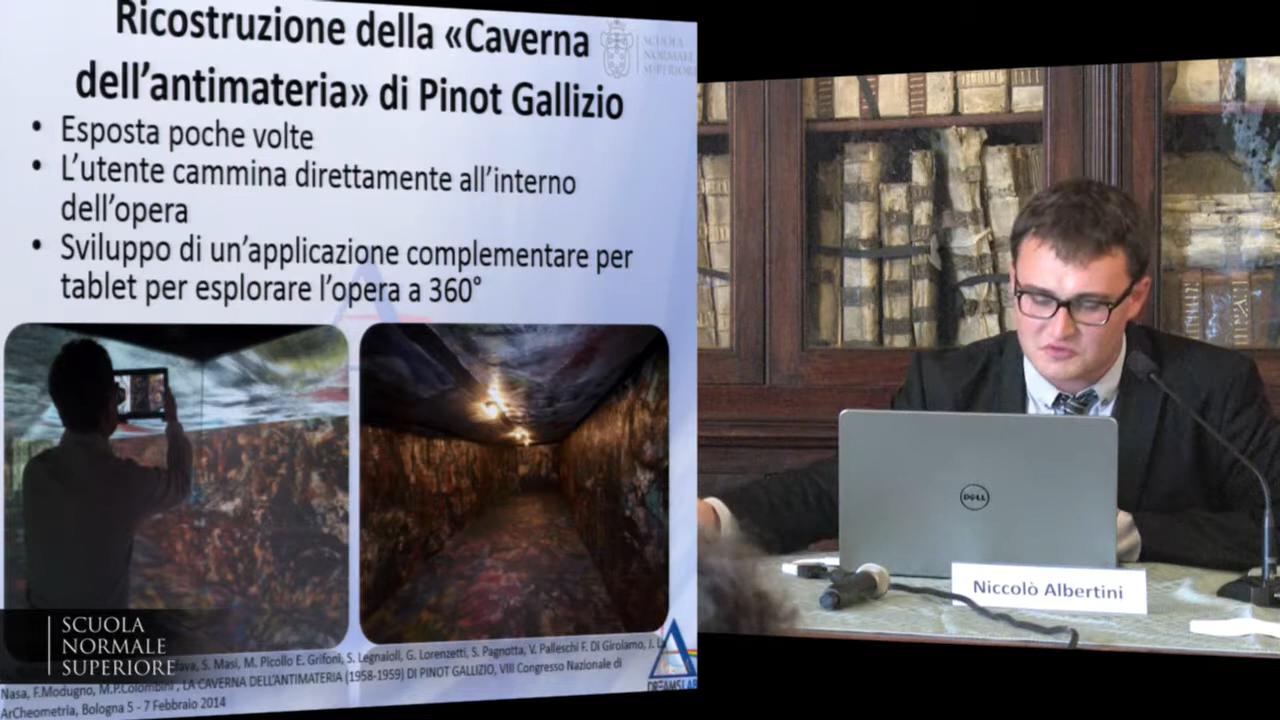 Ricostruzione della «Caverna
dell'antimateria» di Pinot Gallizio
SCUOLA
NORMALE
SUPERIORE
• Esposta poche volte
• L'utente cammina direttamente all'interno
dell'opera
• Sviluppo di un'applicazione complementare per
tablet per esplorare l'opera a 360°
DELL
Niccolò Albertini
SCUOLA
NORMALE
SUPERIORE
S. Masi, M. Picollo E. Grifoni, S. Legnaioli, G. Lorenzetti, S. Pagnotta, V. Palleschi F. DI Girolamo, J. La
Nasa, F.Modugno, M.P.Colombini , LA CAVERNA DELL'ANTIMATERIA (1958-1959) DI PINOT GALLIZIO, VIII Congresso Nazionale di
ArCheometria, Bologna 5 - 7 Febbraio 2014
DREAMSLAB